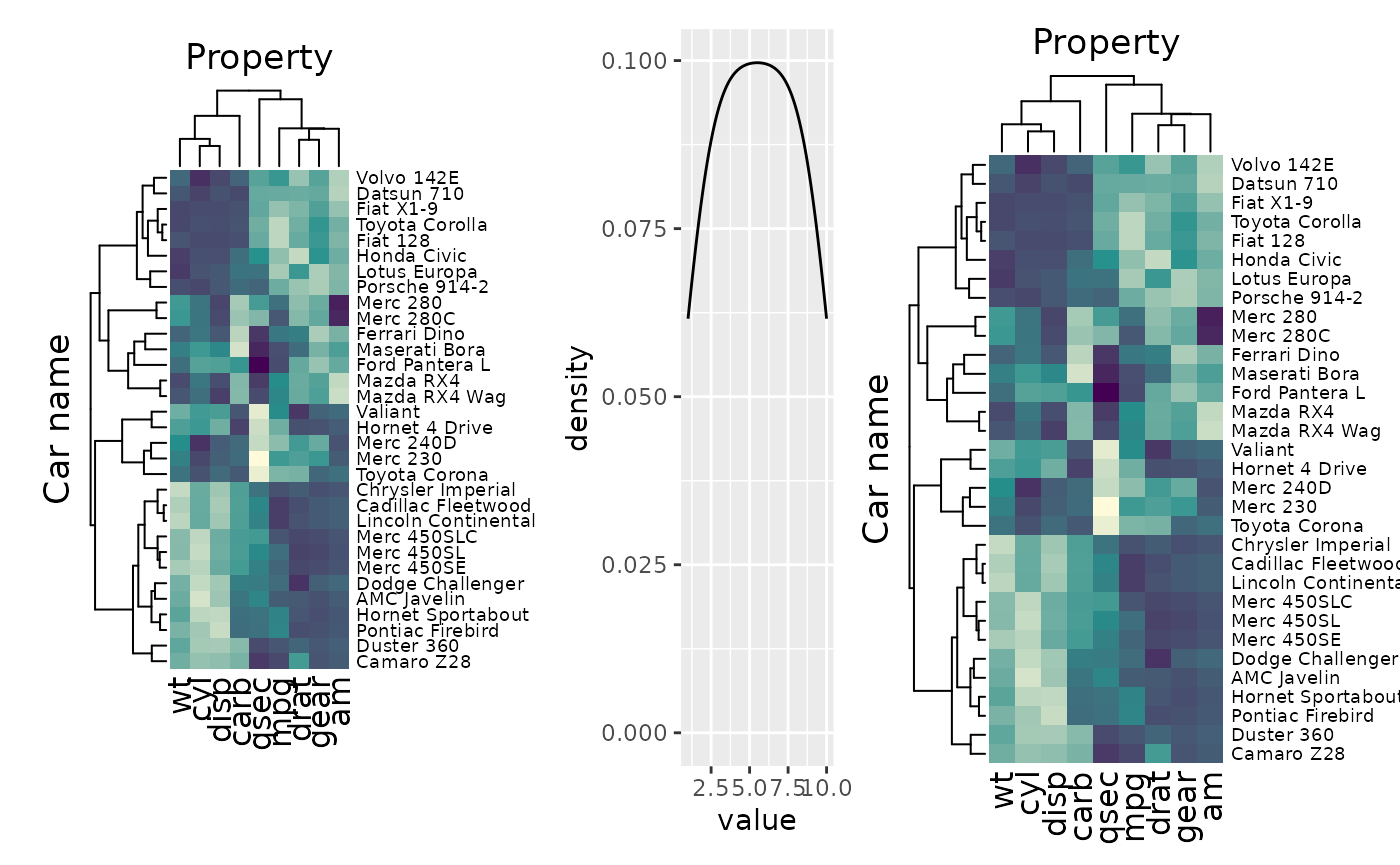 Property
Car name
Volvo 142E
Datsun 710
Fiat X1-9
Toyota Corolla
Fiat 128
Honda Civic
Lotus Europa
Porsche 914-2
Merc 280
Merc 280C
Ferrari Dino
Maserati Bora
Ford Pantera L
Mazda RX4
Mazda RX4 Wag
Valiant
Hornet 4 Drive
Merc 240D
Merc 230
Toyota Corona
Chrysler Imperial
Cadillac Fleetwood
Lincoln Continental
Merc 450SLC
Merc 450SL
Merc 450SE
Dodge Challenger
AMC Javelin
Hornet Sportabout
Pontiac Firebird
Duster 360
Camaro Z28
wt
cyl
disp
carb
qsec
mpg
drat
gear
am
density
0.100
0.075
0.050
0.025
0.000
2.5
5.0
7.5
10.0
value
Property
Car name
Volvo 142E
Datsun 710
Fiat X1-9
Toyota Corolla
Fiat 128
Honda Civic
Lotus Europa
Porsche 914-2
Merc 280
Merc 280C
Ferrari Dino
Maserati Bora
Ford Pantera L
Mazda RX4
Mazda RX4 Wag
Valiant
Hornet 4 Drive
Merc 240D
Merc 230
Toyota Corona
Chrysler Imperial
Cadillac Fleetwood
Lincoln Continenta
Merc 450SLC
Merc 450SL
Merc 450SE
Dodge Challenger
AMC Javelin
Hornet Sportabout
Pontiac Firebird
Duster 360
Camaro Z28
wt
cyl
disp
carb
qsec
mpg
drat
gear
am